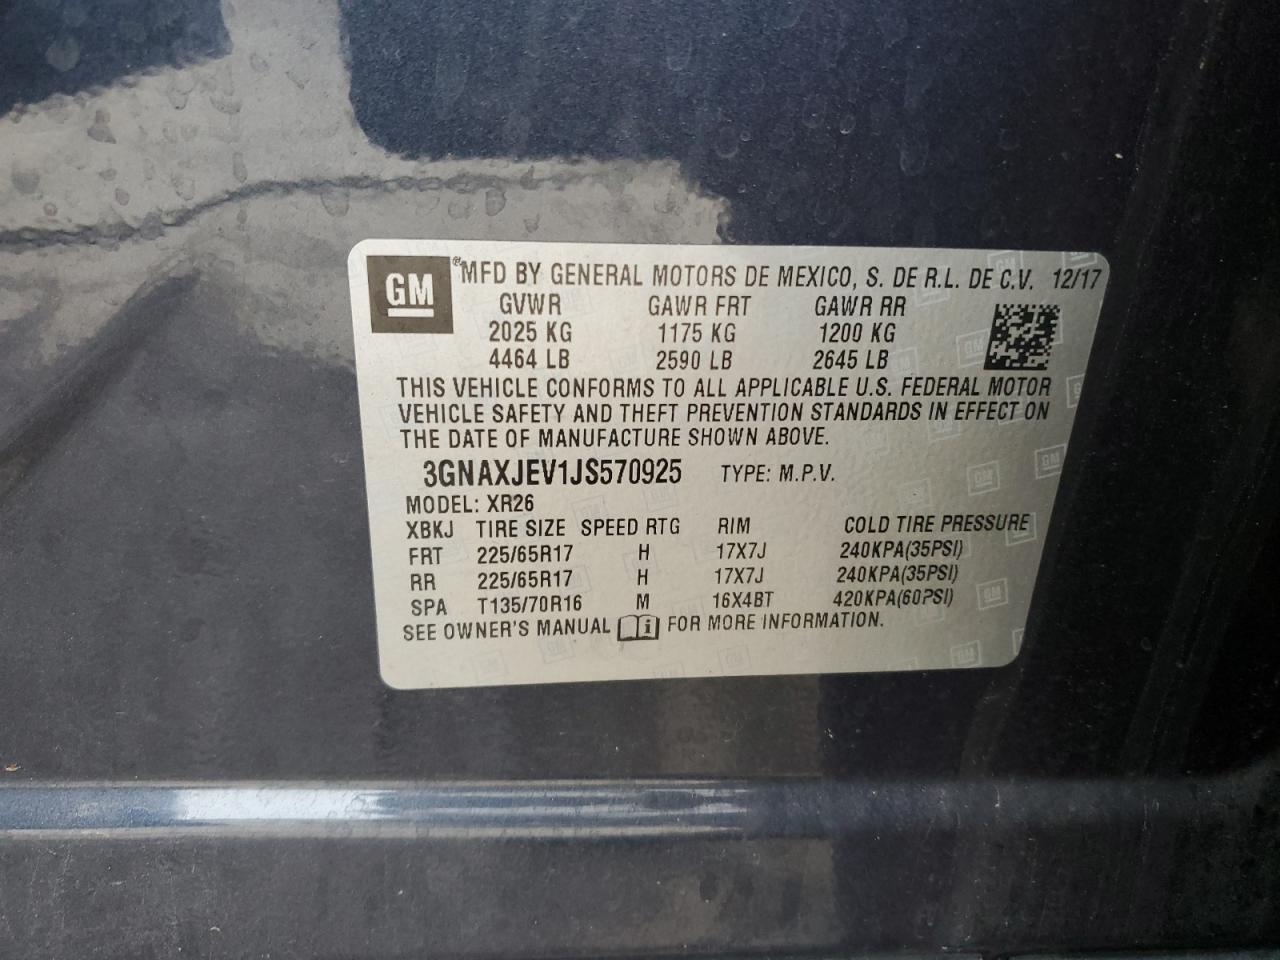 GM ® MFD BY GENERAL MOTORS DE MEXICO, S. DE R.L. DE C.V. 12/17
GVWR GAWR FRT GAWR RR
2025 KG 1175 KG 1200 KG
4464 LB 2590 LB 2645 LB
THIS VEHICLE CONFORMS TO ALL APPLICABLE U.S. FEDERAL MOTOR
VEHICLE SAFETY AND THEFT PREVENTION STANDARDS IN EFFECT ON
THE DATE OF MANUFACTURE SHOWN ABOVE.
3GNAXJEV1JS570925 TYPE: M.P.V.
MODEL: XR26
XBKJ TIRE SIZE SPEED RTG RIM COLD TIRE PRESSURE
FRT 225/65R17 H 17X7J 240KPA(35PSI)
RR 225/65R17 H 17X7J 240KPA(35PSI)
SPA T135/70R16 M 16X4BT 420KPA(60PSI)
SEE OWNER'S MANUAL i FOR MORE INFORMATION.